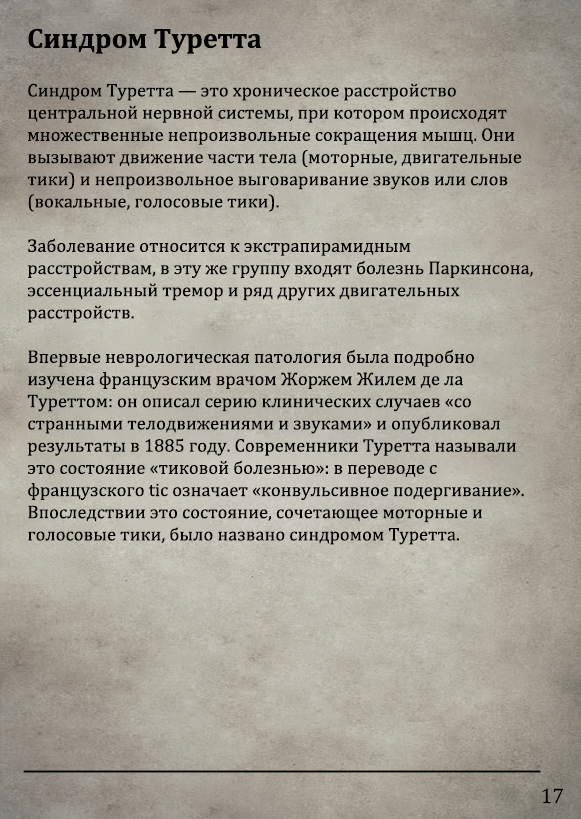 Синдром Туретта
Синдром Туретта — это хроническое расстройство
центральной нервной системы, при котором происходят
множественные непроизвольные сокращения мышц. Они
вызывают движение части тела (моторные, двигательные
тики) и непроизвольное выговаривание звуков или слов
(вокальные, голосовые тики).
Заболевание относится к экстрапирамидным
расстройствам, в эту же группу входят болезнь Паркинсона,
эссенциальный тремор и ряд других двигательных
расстройств.
Впервые неврологическая патология была подробно
изучена французским врачом Жоржем Жилем де ла
Туреттом: он описал серию клинических случаев «со
странными телодвижениями и звуками» и опубликовал
результаты в 1885 году. Современники Туретта называли
это состояние «тиковой болезнью»: в переводе с
французского tic означает «конвульсивное подергивание».
Впоследствии это состояние, сочетающее моторные и
голосовые тики, было названо синдромом Туретта.
17